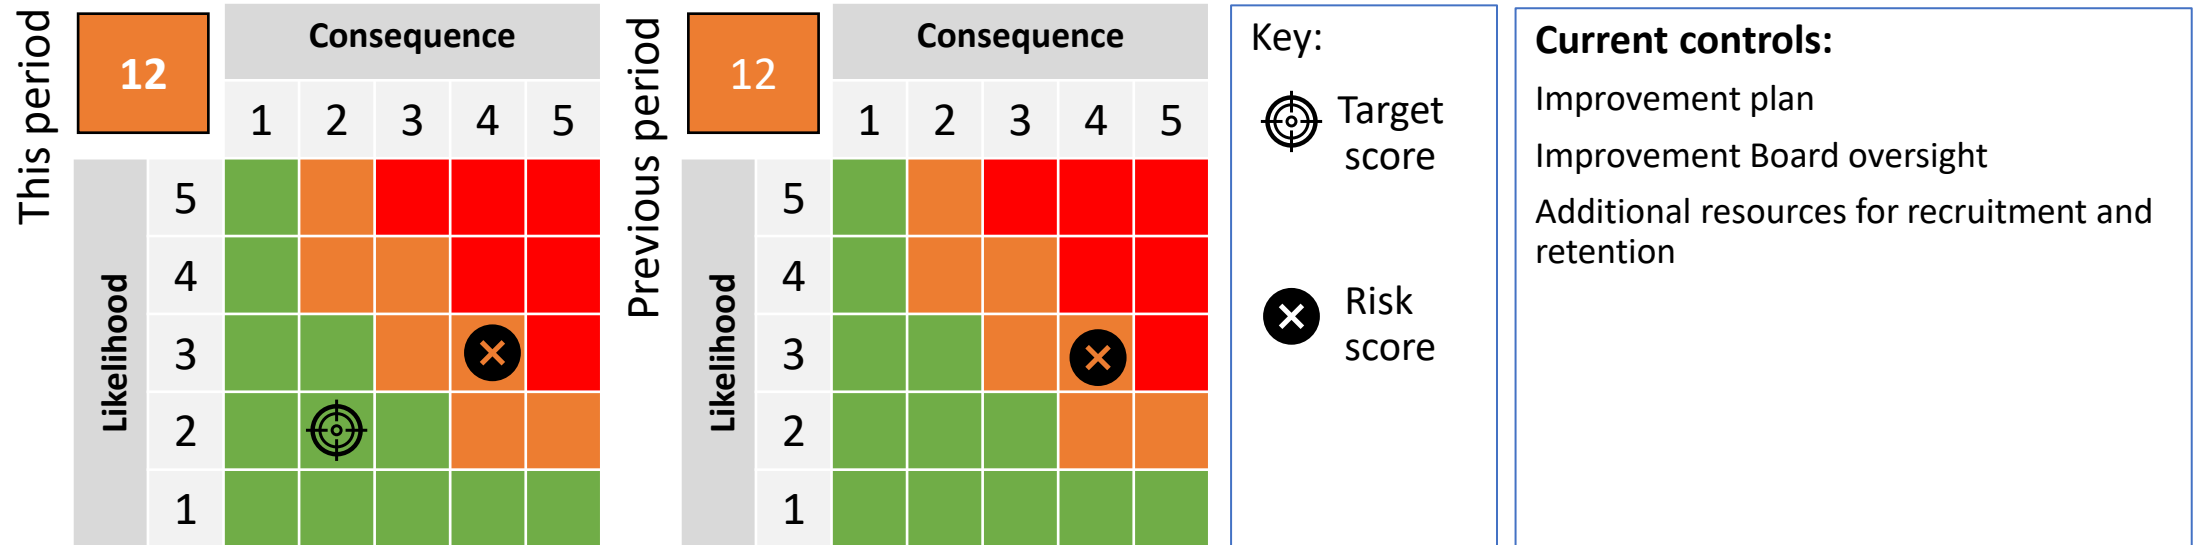 This period
12
Consequence
1 2 3 4 5
Likelihood
5
4
3
2
1
Previous period
12
Consequence
1 2 3 4 5
Likelihood
5
4
3
2
1
Key:
Target
score
Risk
score
Current controls:
Improvement plan
Improvement Board oversight
Additional resources for recruitment and
retention